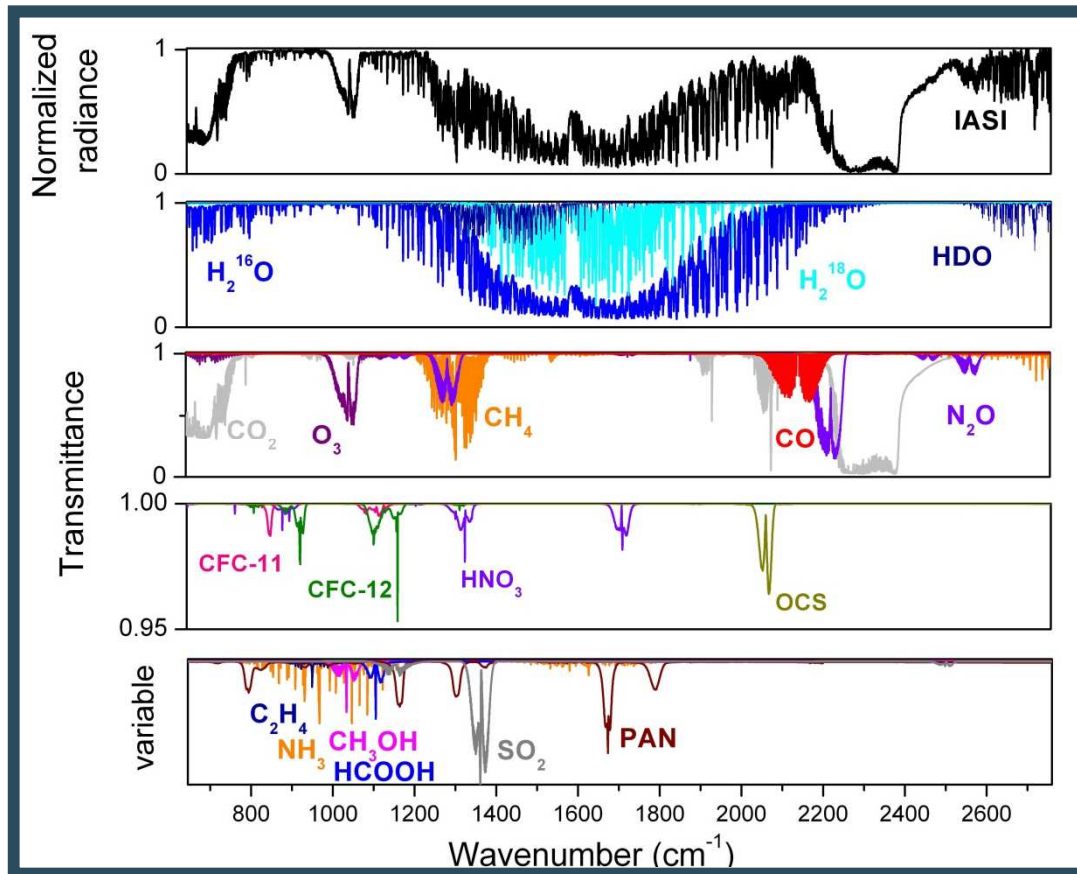 Normalized
radiance
1
0
IASI
1
0
H₂¹⁶O
H₂¹⁸O
HDO
Transmittance
1
0
CO₂
O₃
CH₄
CO
N₂O
1.00
0.95
CFC-11
CFC-12
HNO₃
OCS
variable
C₂H₄
NH₃
CH₃OH
HCOOH
SO₂
PAN
800 1000 1200 1400 1600 1800 2000 2200 2400 2600
Wavenumber (cm⁻¹)